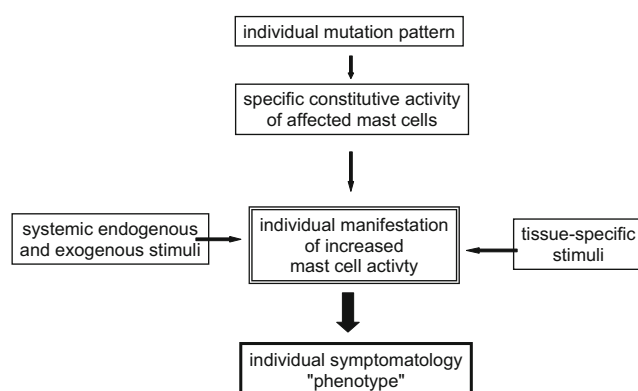 individual mutation pattern
specific constitutive activity
of affected mast cells
systemic endogenous
and exogenous stimuli
individual manifestation
of increased
mast cell activty
tissue-specific
stimuli
individual symptomatology
"phenotype"